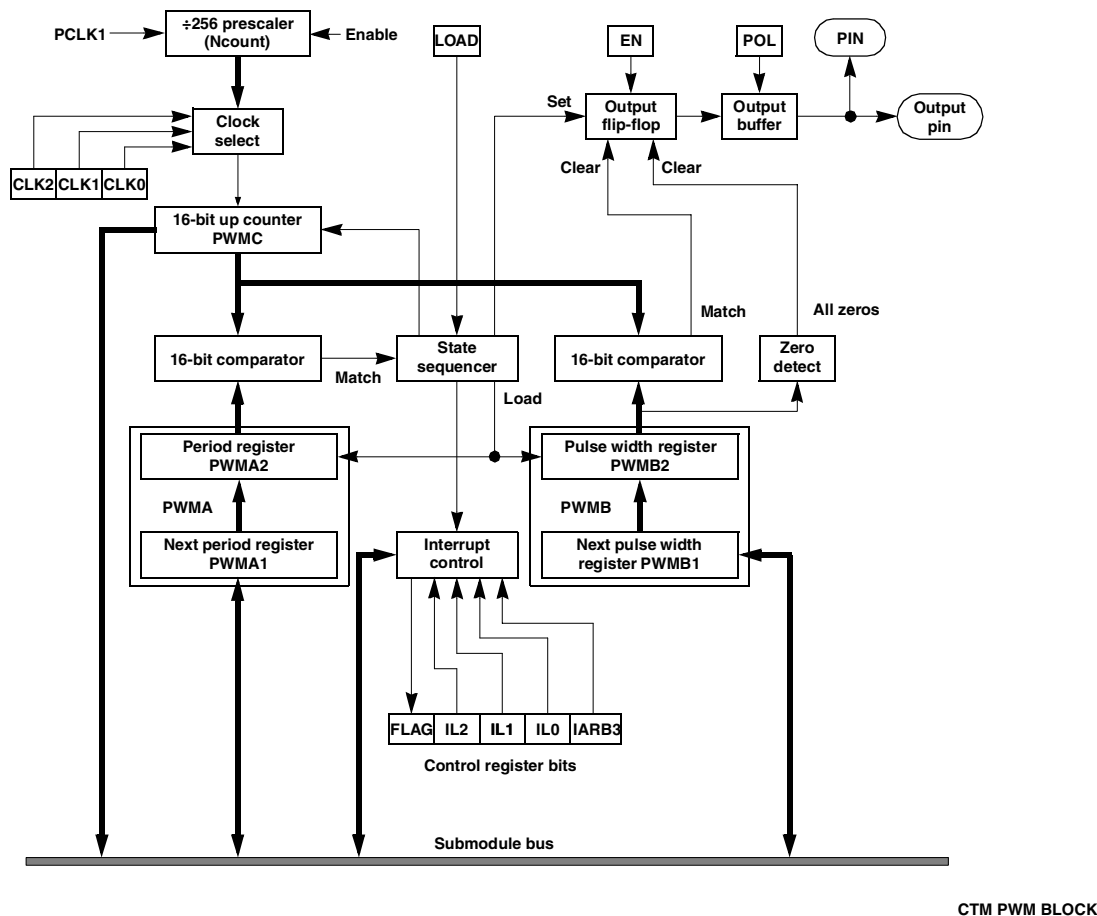 ÷256 prescaler
(Ncount)
PCLK1
Enable
LOAD
EN
POL
PIN
Set
Output
flip-flop
Output
buffer
Output
pin
Clock
select
Clear
Clear
CLK2
CLK1
CLK0
16-bit up counter
PWMC
Match
All zeros
16-bit comparator
Match
State
sequencer
16-bit comparator
Zero
detect
Load
Period register
PWMA2
Pulse width register
PWMB2
PWMA
PWMB
Next period register
PWMA1
Interrupt
control
Next pulse width
register PWMB1
FLAG
IL2
IL1
IL0
IARB3
Control register bits
Submodule bus
CTM PWM BLOCK